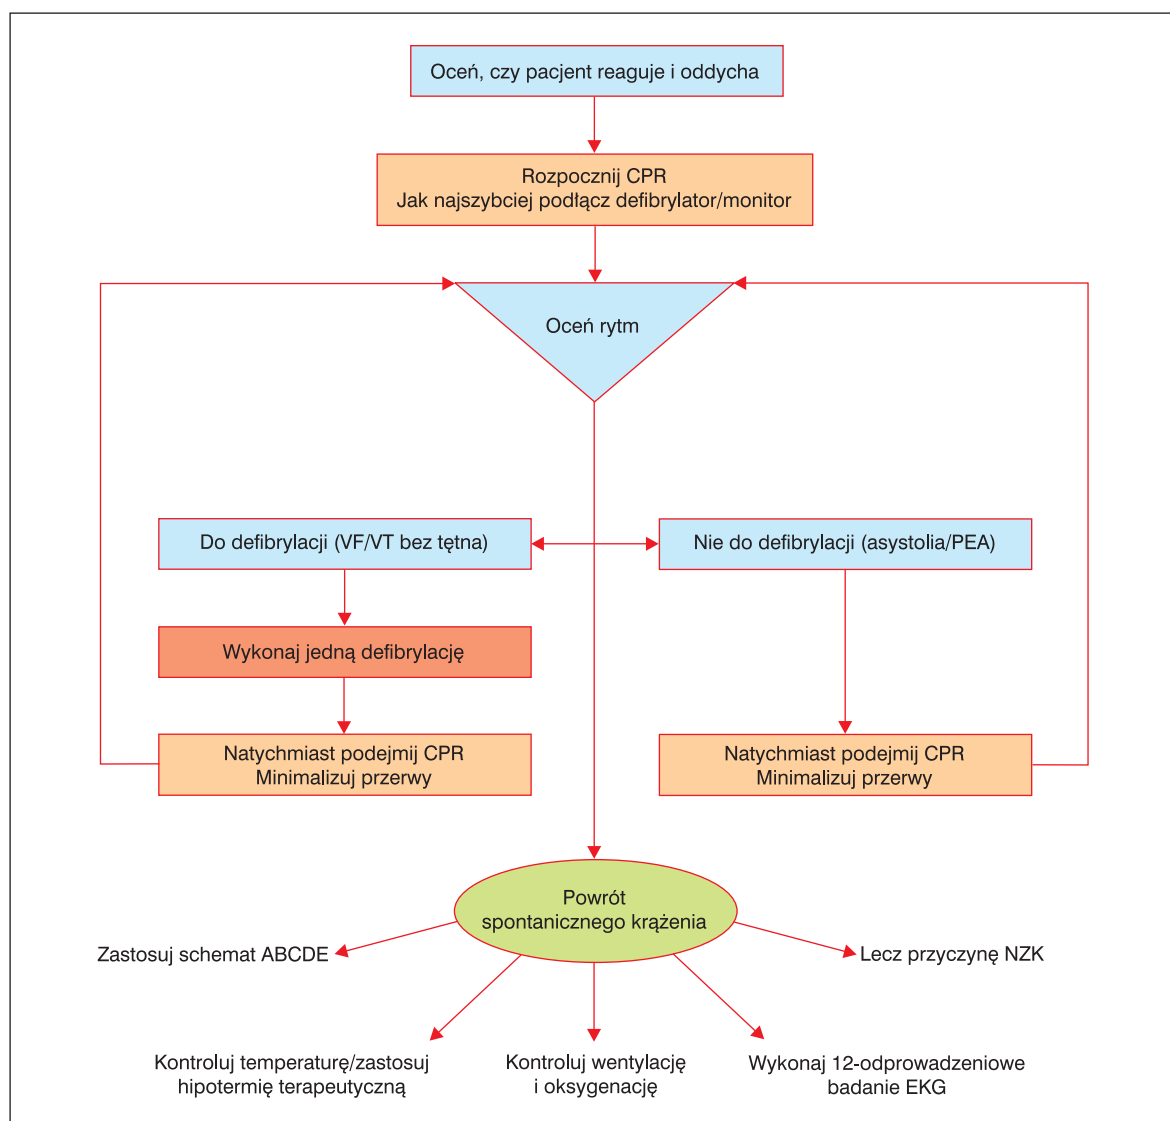 Oceń, czy pacjent reaguje i oddycha
Rozpocznij CPR
Jak najszybciej podłącz defibrylator/monitor
Oceń rytm
Do defibrylacji (VF/VT bez tętna)
Nie do defibrylacji (asystolia/PEA)
Wykonaj jedną defibrylację
Natychmiast podejmij CPR
Minimalizuj przerwy
Natychmiast podejmij CPR
Minimalizuj przerwy
Powrót
spontanicznego krążenia
Zastosuj schemat ABCDE
Lecz przyczynę NZK
Kontroluj temperaturę/zastosuj
hipotermię terapeutyczną
Kontroluj wentylację
i oksygenację
Wykonaj 12-odprowadzeniowe
badanie EKG